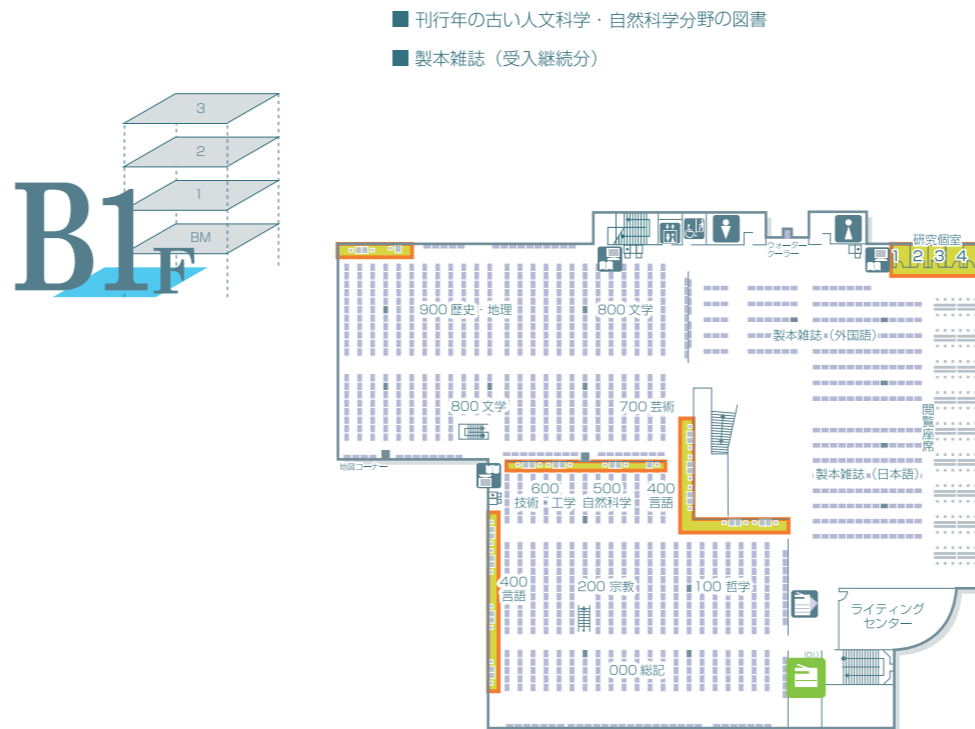 ■ 刊行年の古い人文科学・自然科学分野の図書
■ 製本雑誌（受入継続分）
3
2
1
BM
B1F
研究個室
1 2 3 4
ウォーター
クーラー
900 歴史・地理
800 文学
製本雑誌(外国語)
800 文学
700 芸術
閲覧座席
地図コーナー
製本雑誌(日本語)
600
技術・工学
500
自然科学
400
言語
400
言語
200 宗教
100 哲学
ライティング
センター
000 総記